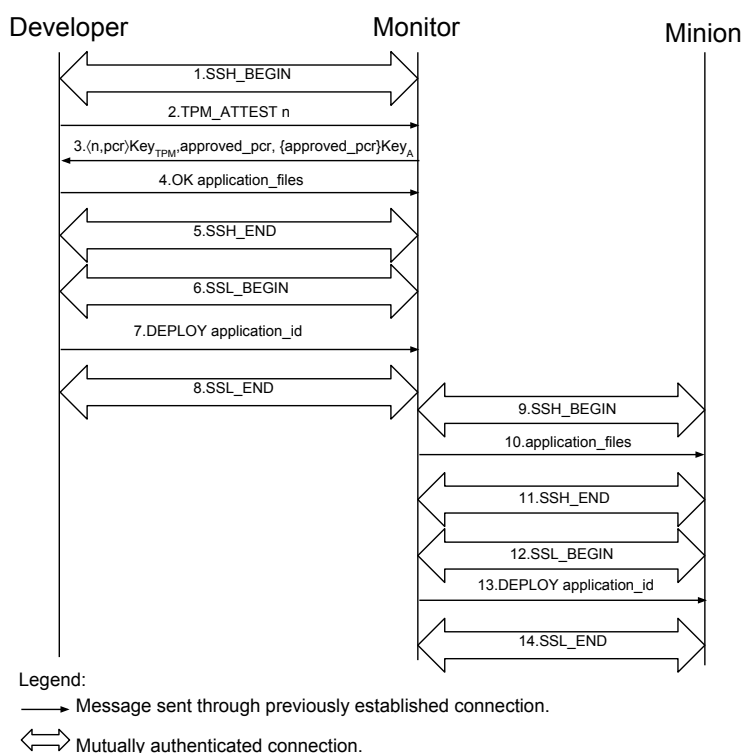 Developer
Monitor
Minion
1.SSH_BEGIN
2.TPM_ATTEST n
3.⟨n,pcr⟩Key_TPM,approved_pcr, {approved_pcr}Key_A
4.OK application_files
5.SSH_END
6.SSL_BEGIN
7.DEPLOY application_id
8.SSL_END
9.SSH_BEGIN
10.application_files
11.SSH_END
12.SSL_BEGIN
13.DEPLOY application_id
14.SSL_END
Legend:
Message sent through previously established connection.
Mutually authenticated connection.